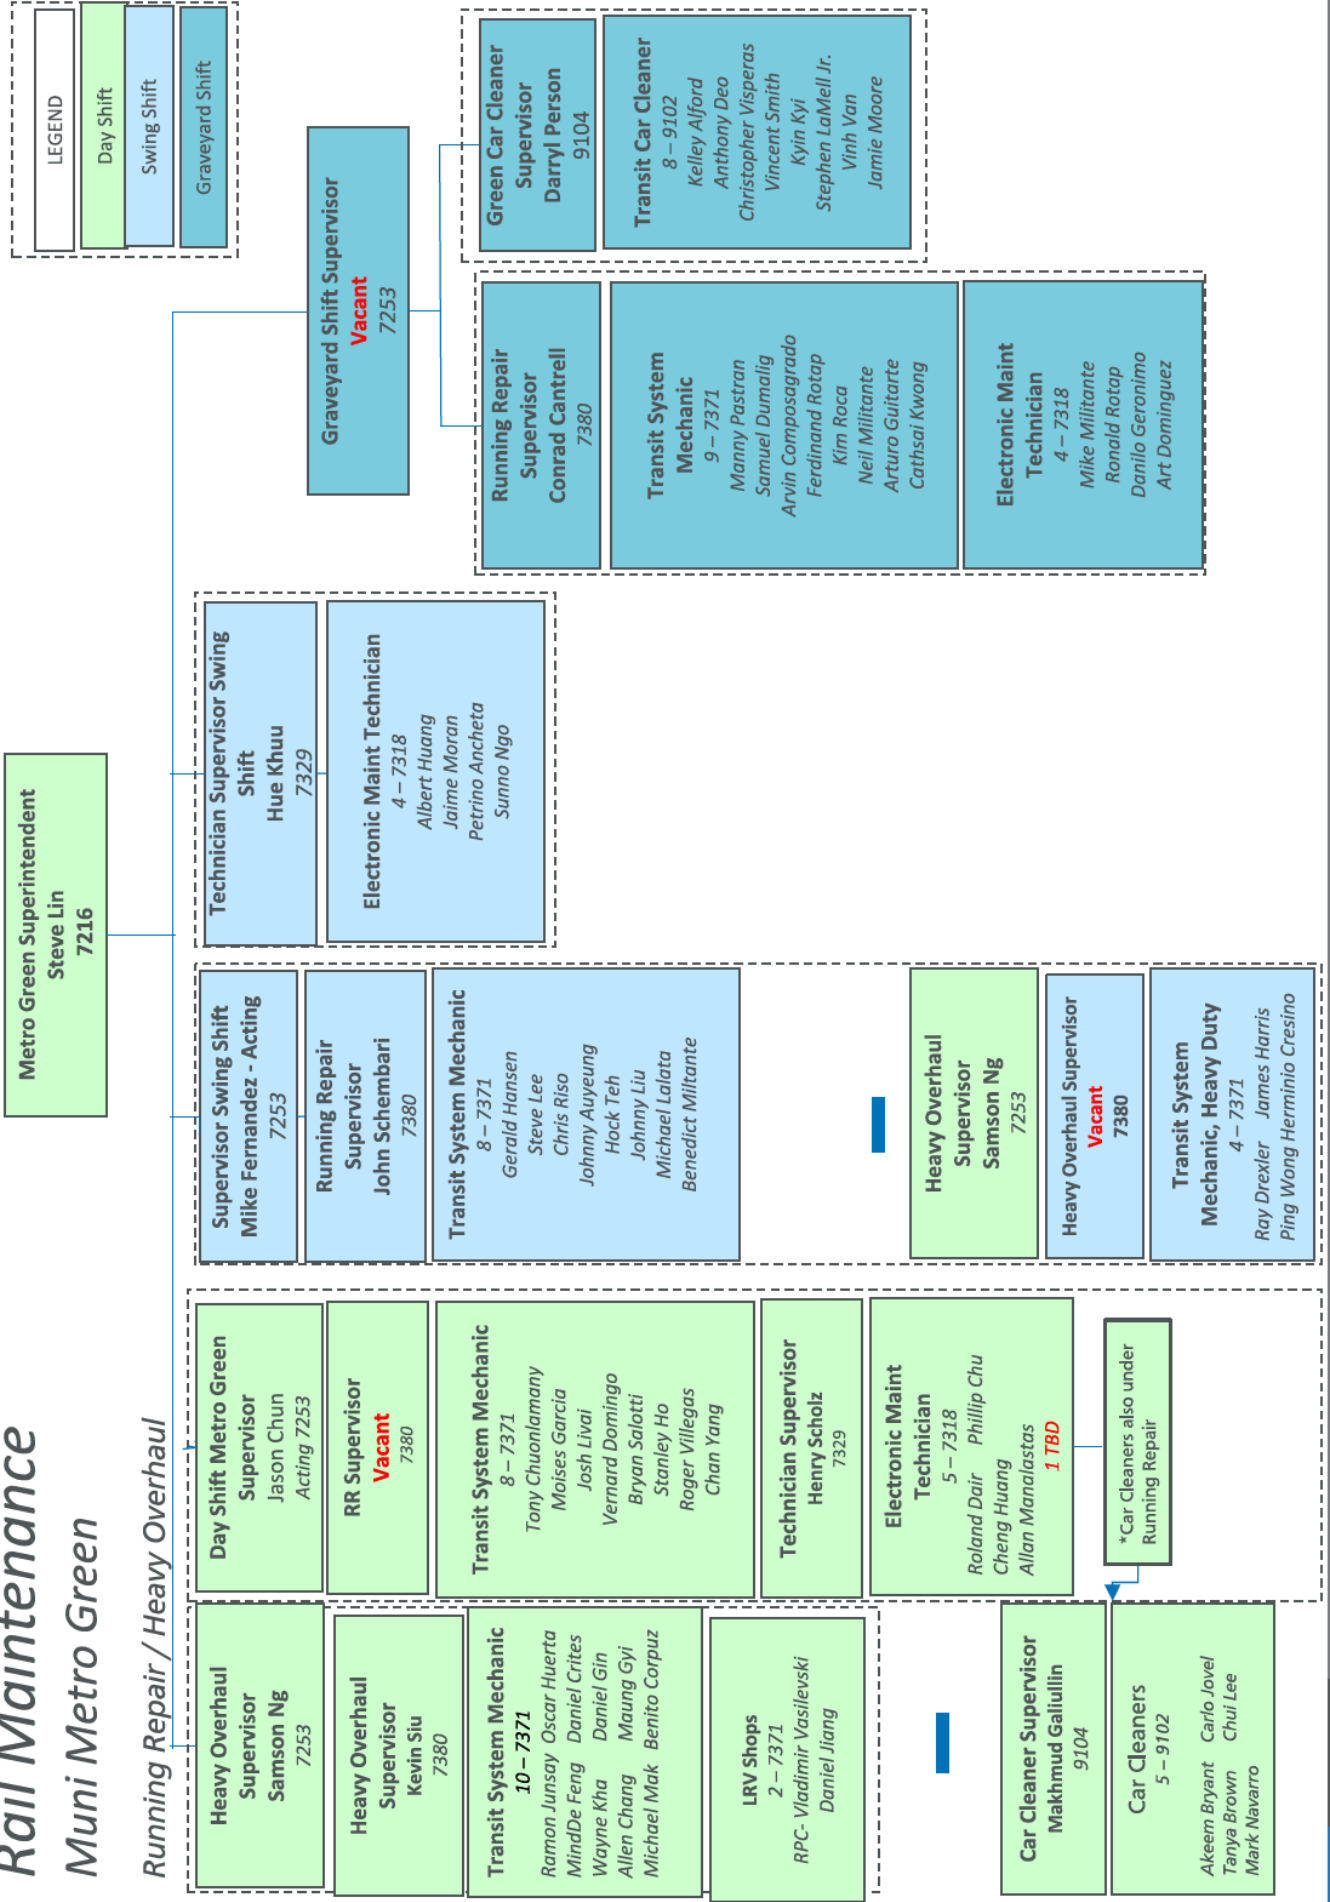 Rail Maintenance
Muni Metro Green
Running Repair / Heavy Overhaul
LEGEND
Day Shift
Swing Shift
Graveyard Shift
Metro Green Superintendent
Steve Lin
7216
Heavy Overhaul
Supervisor
Samson Ng
7253
Heavy Overhaul
Supervisor
Kevin Siu
7380
Transit System Mechanic
10 – 7371
Ramon Junsay Oscar Huerta
MindDe Feng Daniel Crites
Wayne Kha Daniel Gin
Allen Chang Maung Gyi
Michael Mak Benito Corpuz
LRV Shops
2 – 7371
RPC- Vladimir Vasilevski
Daniel Jiang
Car Cleaner Supervisor
Makhmud Galiullin
9104
Car Cleaners
5 – 9102
Akeem Bryant Carlo Jovel
Tanya Brown Chui Lee
Mark Navarro
Day Shift Metro Green
Supervisor
Jason Chun
Acting 7253
RR Supervisor
Vacant
7380
Transit System Mechanic
8 – 7371
Tony Chuonlamany
Moises Garcia
Josh Livai
Vernard Domingo
Bryan Salotti
Stanley Ho
Roger Villegas
Chan Yang
Technician Supervisor
Henry Scholz
7329
Electronic Maint
Technician
5 – 7318
Roland Dair Phillip Chu
Cheng Huang
Allan Manalastas
1 TBD
*Car Cleaners also under
Running Repair
Supervisor Swing Shift
Mike Fernandez - Acting
7253
Running Repair
Supervisor
John Schembari
7380
Transit System Mechanic
8 – 7371
Gerald Hansen
Steve Lee
Chris Riso
Johnny Auyeung
Hock Teh
Johnny Liu
Michael Lalata
Benedict Miltante
Heavy Overhaul
Supervisor
Samson Ng
7253
Heavy Overhaul Supervisor
Vacant
7380
Transit System
Mechanic, Heavy Duty
4 – 7371
Ray Drexler James Harris
Ping Wong Herminio Cresino
Technician Supervisor Swing
Shift
Hue Khuu
7329
Electronic Maint Technician
4 – 7318
Albert Huang
Jaime Moran
Petrino Ancheta
Sunno Ngo
Graveyard Shift Supervisor
Vacant
7253
Running Repair
Supervisor
Conrad Cantrell
7380
Transit System
Mechanic
9 – 7371
Manny Pastran
Samuel Dumalig
Arvin Composagrado
Ferdinand Rotap
Kim Roca
Neil Militante
Arturo Guitarte
Cathsai Kwong
Electronic Maint
Technician
4 – 7318
Mike Militante
Ronald Rotap
Danilo Geronimo
Art Dominguez
Green Car Cleaner
Supervisor
Darryl Person
9104
Transit Car Cleaner
8 – 9102
Kelley Alford
Anthony Deo
Christopher Visperas
Vincent Smith
Kyin Kyi
Stephen LaMell Jr.
Vinh Van
Jamie Moore